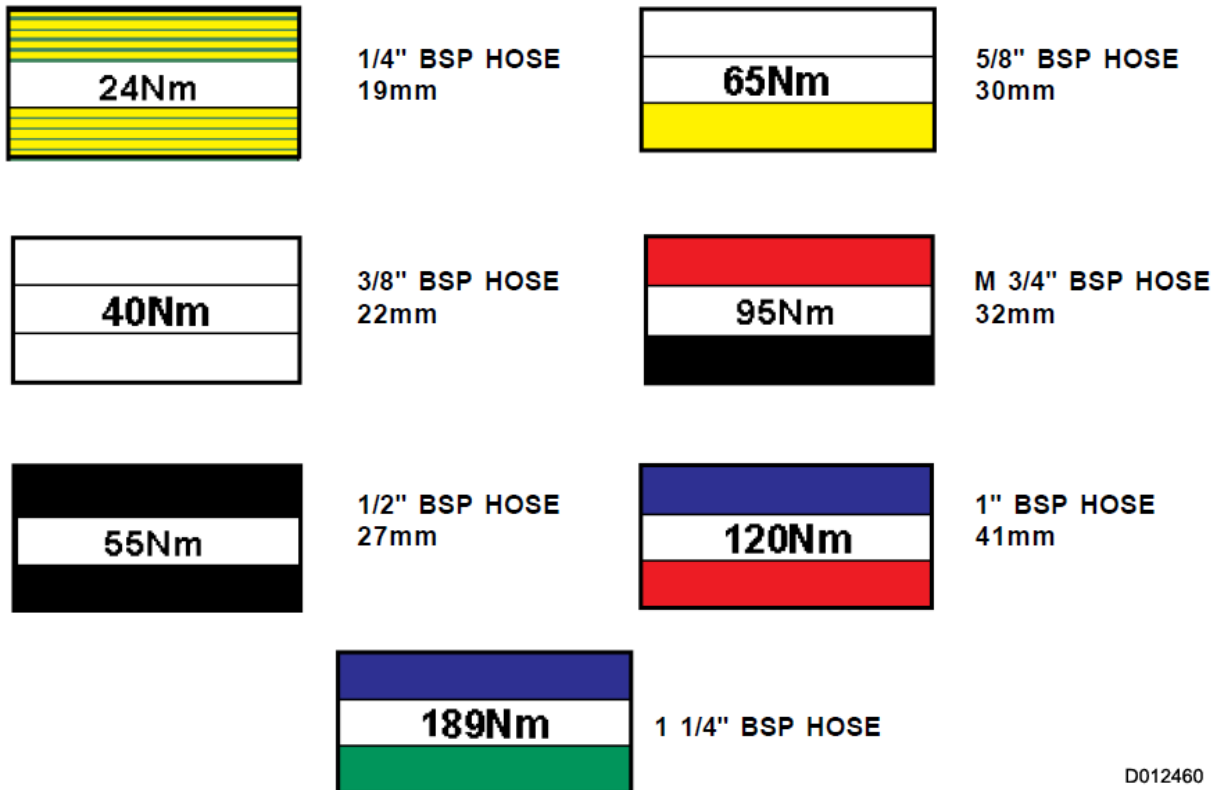 24Nm
1/4" BSP HOSE
19mm
65Nm
5/8" BSP HOSE
30mm
40Nm
3/8" BSP HOSE
22mm
95Nm
M 3/4" BSP HOSE
32mm
55Nm
1/2" BSP HOSE
27mm
120Nm
1" BSP HOSE
41mm
189Nm
1 1/4" BSP HOSE
D012460